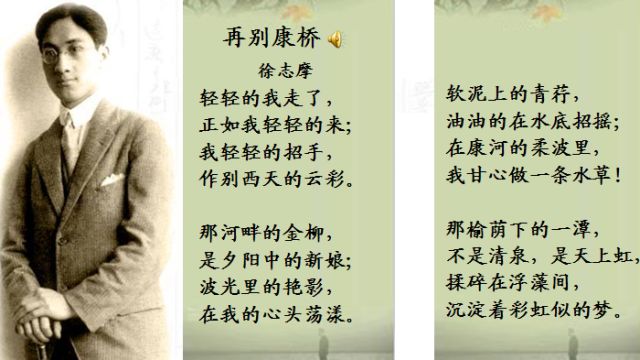 再别康桥
徐志摩
轻轻的我走了，
正如我轻轻的来；
我轻轻的招手，
作别西天的云彩。
那河畔的金柳，
是夕阳中的新娘；
波光里的艳影，
在我的心头荡漾。
软泥上的青荇，
油油的在水底招摇；
在康河的柔波里，
我甘心做一条水草！
那榆荫下的一潭，
不是清泉，是天上虹，
揉碎在浮藻间，
沉淀着彩虹似的梦。